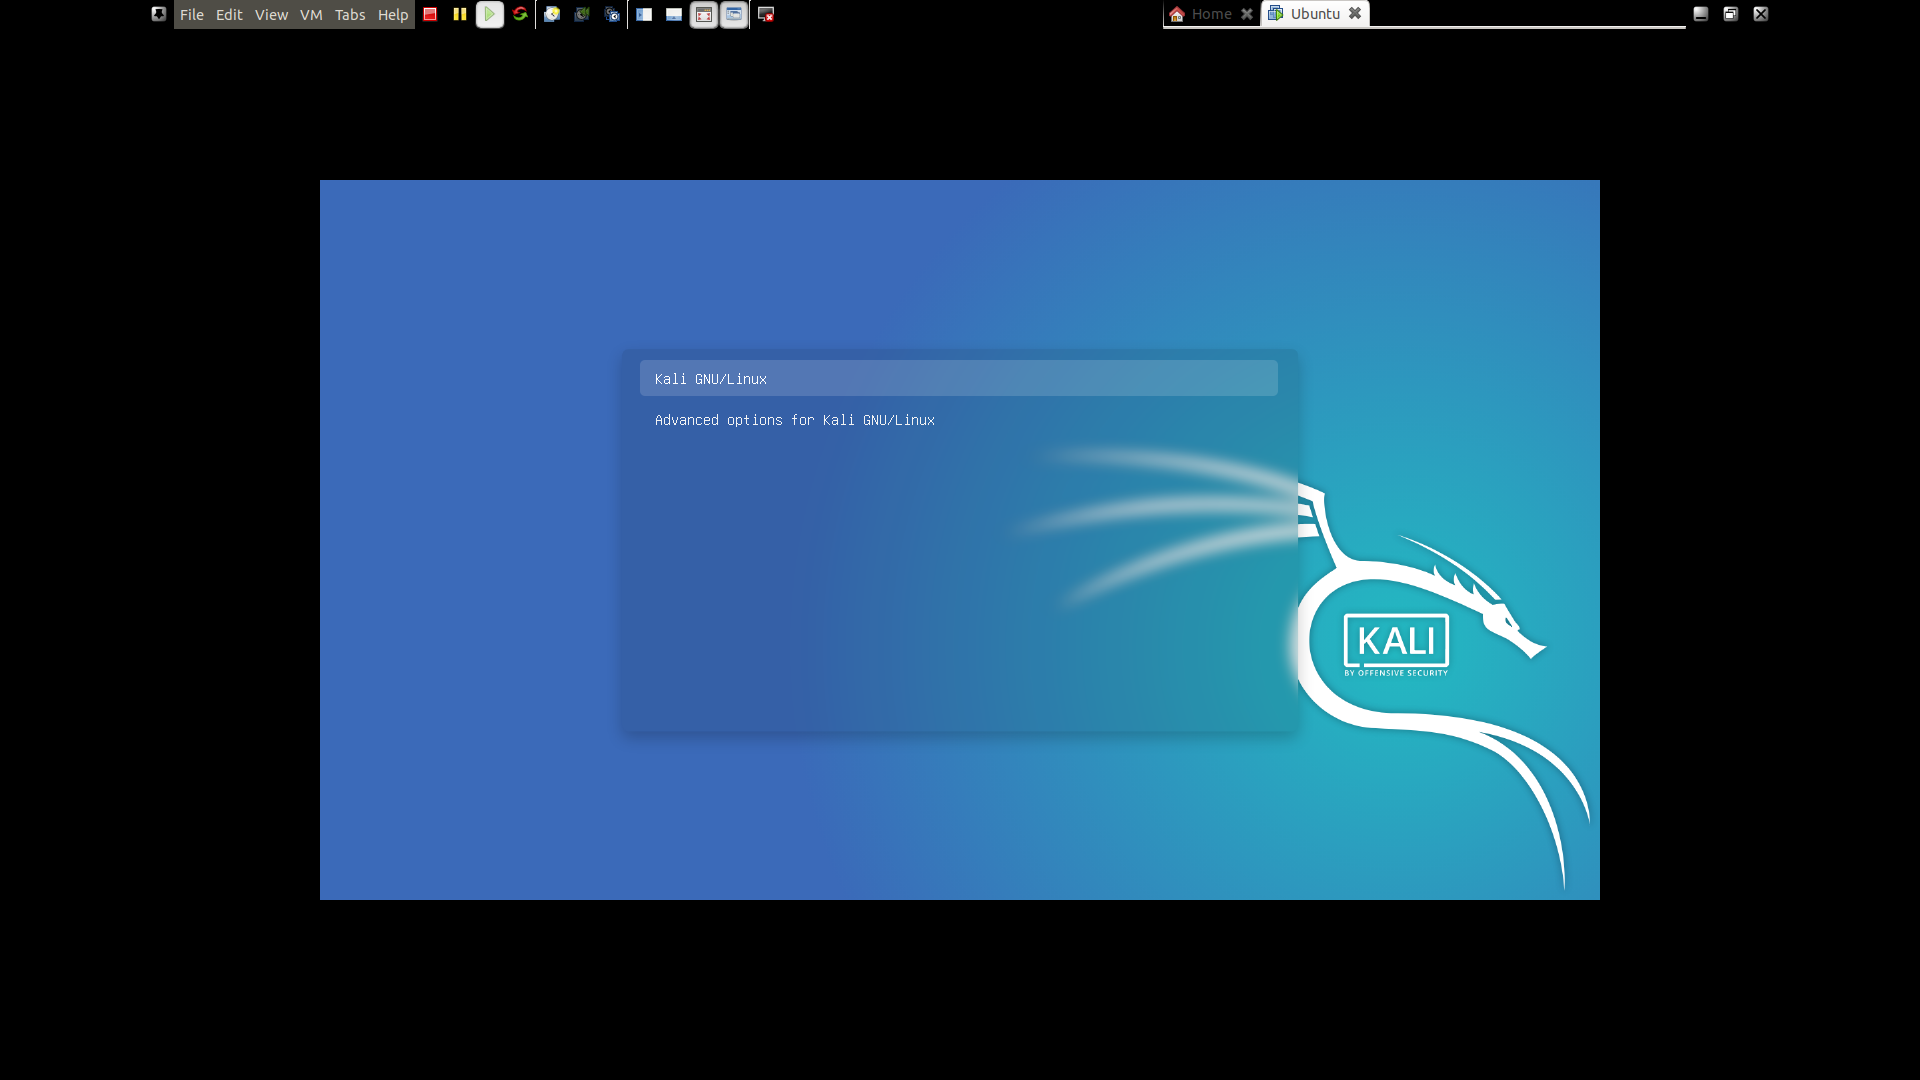 File Edit View VM Tabs Help
Home Ubuntu
Kali GNU/Linux
Advanced options for Kali GNU/Linux
KALI
BY OFFENSIVE SECURITY